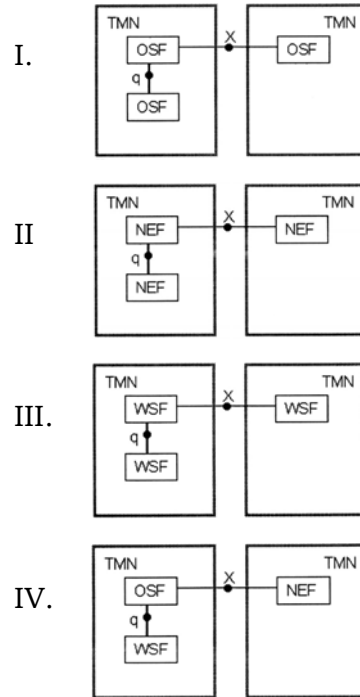 TMN TMN
I. OSF X OSF
q
OSF
TMN TMN
II NEF X NEF
q
NEF
TMN TMN
III. WSF X WSF
q
WSF
TMN TMN
IV. OSF X NEF
q
WSF